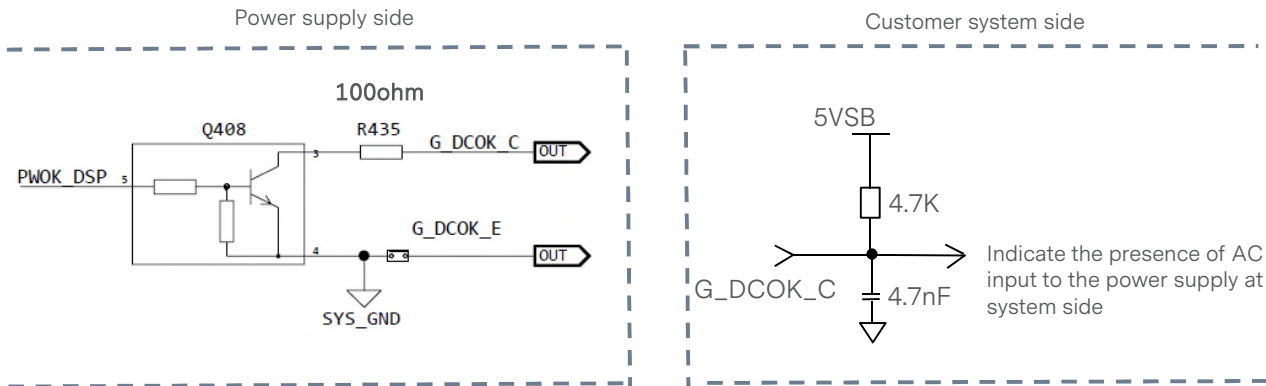 Power supply side
Customer system side
100ohm
Q408
R435
G_DCOK_C
OUT
3
PWOK_DSP
5
G_DCOK_E
4
OUT
SYS_GND
5VSB
4.7K
G_DCOK_C
4.7nF
Indicate the presence of AC
input to the power supply at
system side